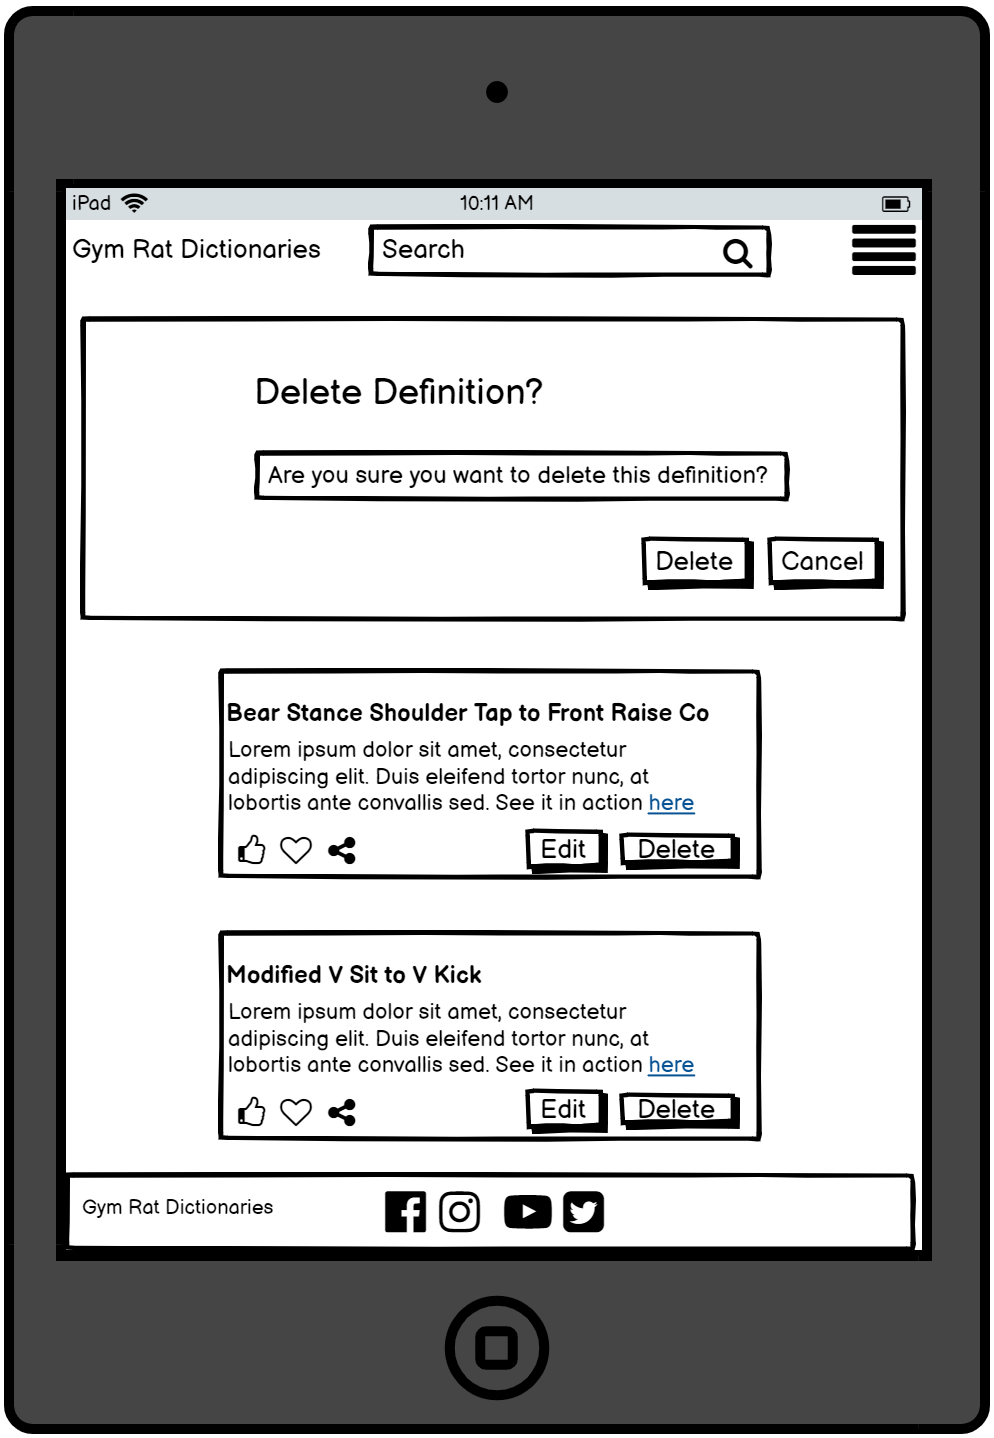 iPad
10:11 AM
Gym Rat Dictionaries
Search
Delete Definition?
Are you sure you want to delete this definition?
Delete
Cancel
Bear Stance Shoulder Tap to Front Raise Co
Lorem ipsum dolor sit amet, consectetur
adipiscing elit. Duis eleifend tortor nunc, at
lobortis ante convallis sed. See it in action here
Edit
Delete
Modified V Sit to V Kick
Lorem ipsum dolor sit amet, consectetur
adipiscing elit. Duis eleifend tortor nunc, at
lobortis ante convallis sed. See it in action here
Edit
Delete
Gym Rat Dictionaries